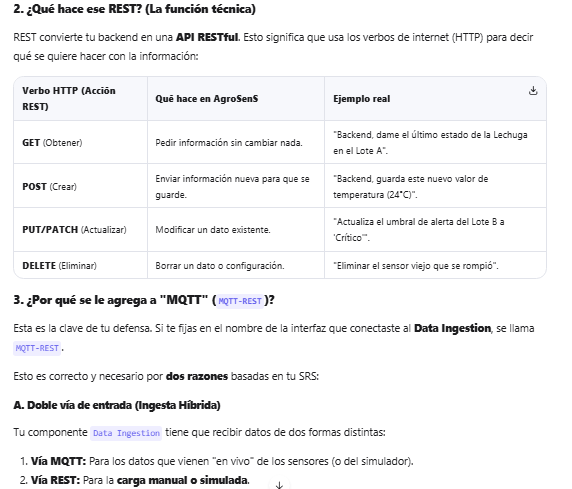 2. ¿Qué hace ese REST? (La función técnica)
REST convierte tu backend en una API RESTful. Esto significa que usa los verbos de internet (HTTP) para decir
qué se quiere hacer con la información:
Verbo HTTP (Acción
REST)
Qué hace en AgroSenS
Ejemplo real
GET (Obtener)
Pedir información sin cambiar nada.
"Backend, dame el último estado de la Lechuga
en el Lote A".
POST (Crear)
Enviar información nueva para que se
guarde.
"Backend, guarda este nuevo valor de
temperatura (24°C)".
PUT/PATCH (Actualizar)
Modificar un dato existente.
"Actualiza el umbral de alerta del Lote B a
'Crítico'".
DELETE (Eliminar)
Borrar un dato o configuración.
"Eliminar el sensor viejo que se rompió".
3. ¿Por qué se le agrega a "MQTT" (MQTT-REST)?
Esta es la clave de tu defensa. Si te fijas en el nombre de la interfaz que conectaste al Data Ingestion, se llama
MQTT-REST.
Esto es correcto y necesario por dos razones basadas en tu SRS:
A. Doble vía de entrada (Ingesta Híbrida)
Tu componente Data Ingestion tiene que recibir datos de dos formas distintas:
1. Vía MQTT: Para los datos que vienen "en vivo" de los sensores (o del simulador).
2. Vía REST: Para la carga manual o simulada.